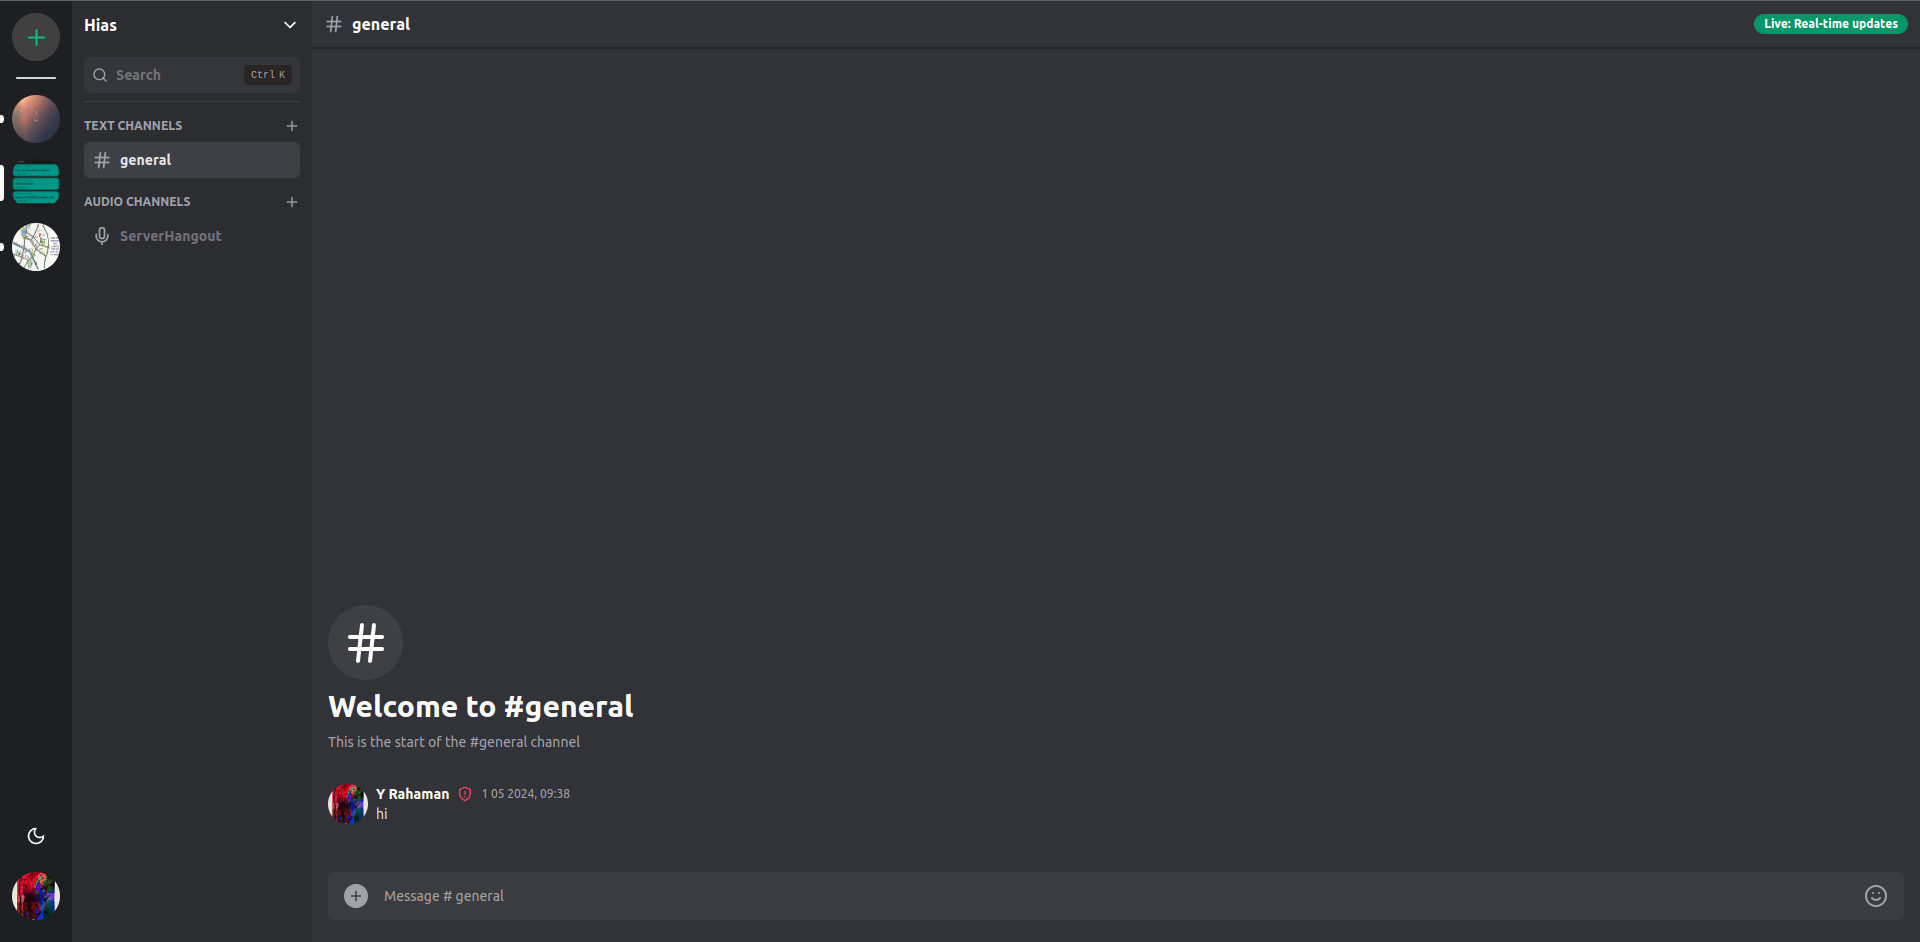 Hias
Search
Ctrl K
TEXT CHANNELS
general
AUDIO CHANNELS
ServerHangout
# general
Live: Real-time updates
#
Welcome to #general
This is the start of the #general channel
Y Rahaman 1 05 2024, 09:38
hi
Message # general